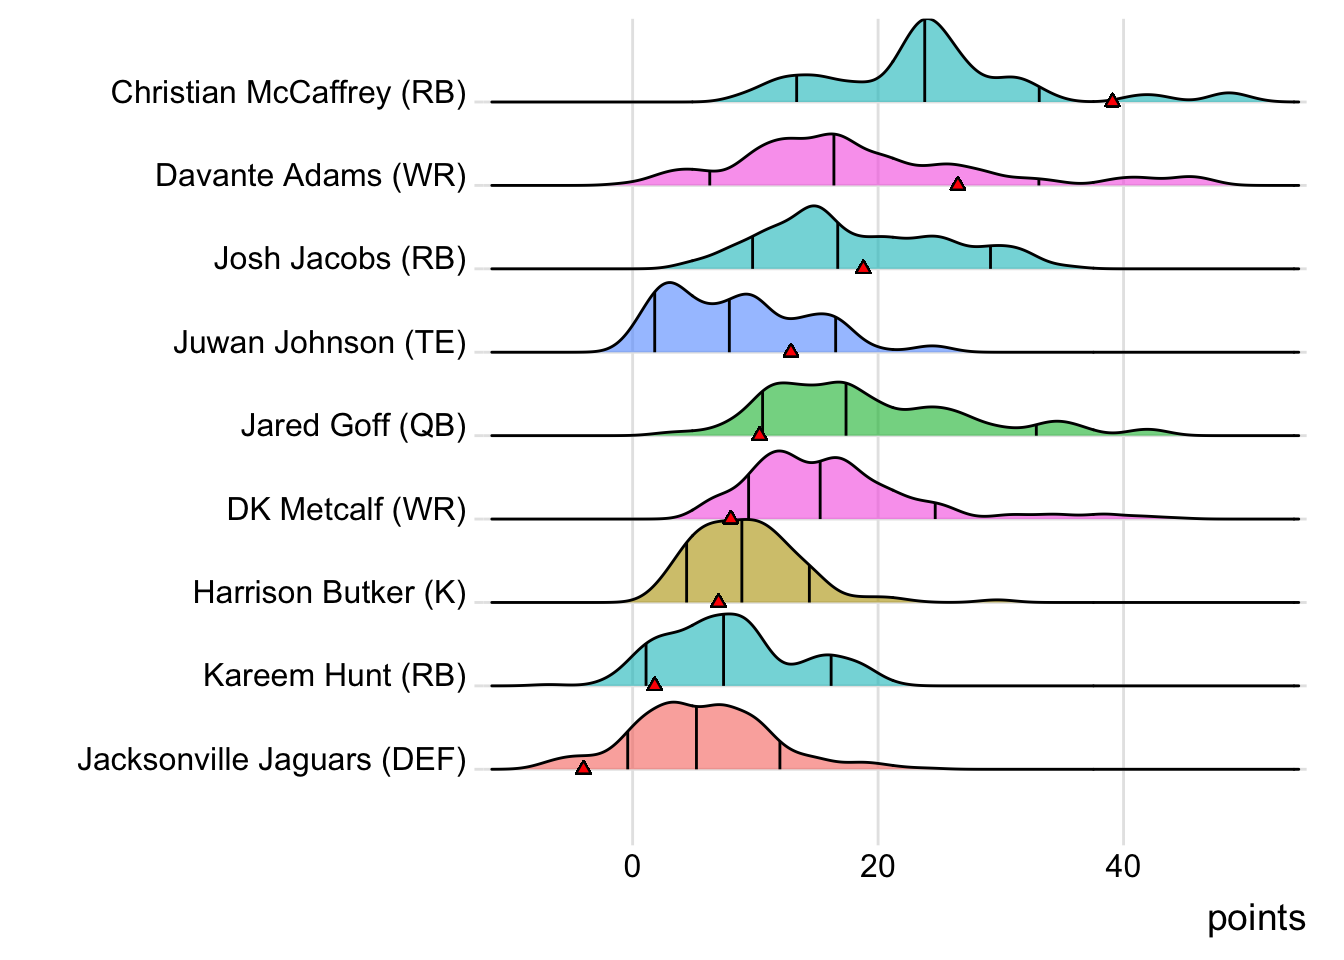 Christian McCaffrey (RB)
Davante Adams (WR)
Josh Jacobs (RB)
Juwan Johnson (TE)
Jared Goff (QB)
DK Metcalf (WR)
Harrison Butker (K)
Kareem Hunt (RB)
Jacksonville Jaguars (DEF)
0 20 40
points